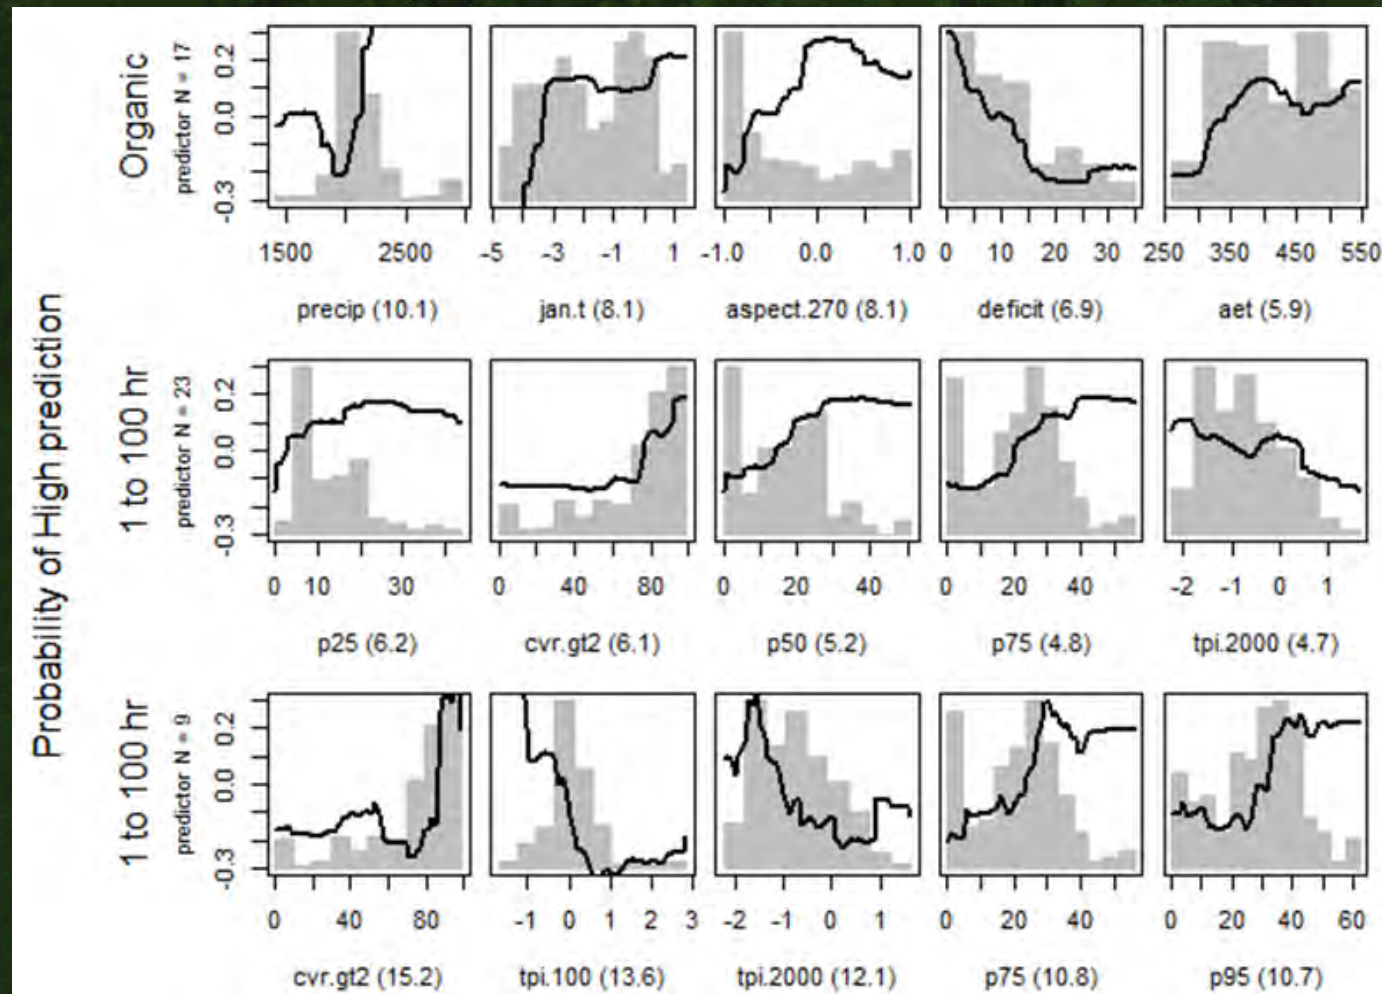 Probability of High prediction
Organic
predictor N = 17
0.2
0.0
-0.3
1500 2500
-5 -3 -1 1
-1.0 0.0 1.0
0 10 20 30
250 350 450 550
precip (10.1)
jan.t (8.1)
aspect.270 (8.1)
deficit (6.9)
aet (5.9)
1 to 100 hr
predictor N = 23
0.2
0.0
-0.3
0 10 30
0 40 80
0 20 40
0 20 40
-2 -1 0 1
p25 (6.2)
cvr.gt2 (6.1)
p50 (5.2)
p75 (4.8)
tpi.2000 (4.7)
1 to 100 hr
predictor N = 9
0.2
0.0
-0.3
0 40 80
-1 0 1 2 3
-2 -1 0 1
0 20 40
0 20 40 60
cvr.gt2 (15.2)
tpi.100 (13.6)
tpi.2000 (12.1)
p75 (10.8)
p95 (10.7)